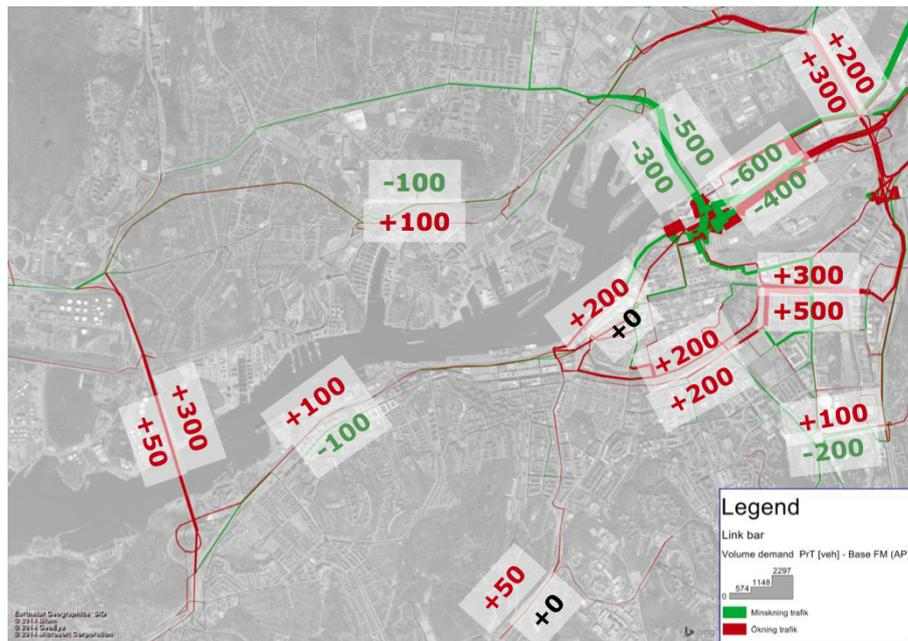 +200
+300
-500
-300
-600
-400
-100
+100
+300
+500
+200
+0
+200
+200
+100
-200
+300
+50
+100
-100
+50
+0
Legend
Link bar
Volume demand PrT [veh] - Base FM (AP
0 574 1148 2297
Minskning trafik
Ökning trafik
Earthstar Geographics SIO
© 2014 Microsoft Corporation
bing